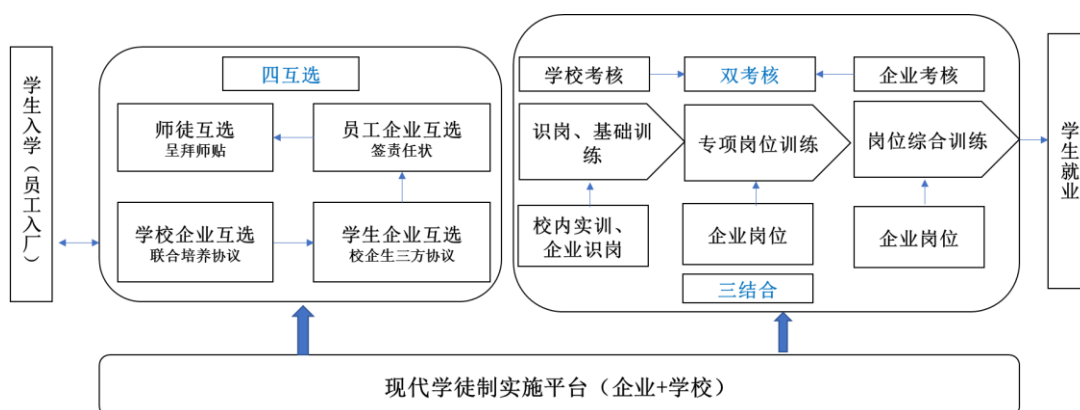 学生入学（员工入厂）
四互选
师徒互选
呈拜师贴
员工企业互选
签责任状
学校企业互选
联合培养协议
学生企业互选
校企生三方协议
学校考核
双考核
企业考核
识岗、基础训
练
专项岗位训练
岗位综合训练
校内实训、
企业识岗
企业岗位
企业岗位
三结合
学生就业
现代学徒制实施平台（企业+学校）